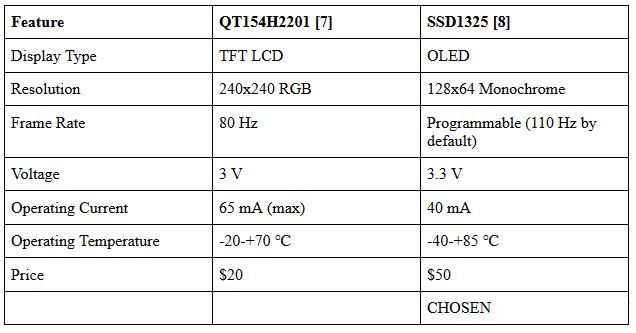 Feature QT154H2201 [7] SSD1325 [8]
Display Type TFT LCD OLED
Resolution 240x240 RGB 128x64 Monochrome
Frame Rate 80 Hz Programmable (110 Hz by
default)
Voltage 3 V 3.3 V
Operating Current 65 mA (max) 40 mA
Operating Temperature -20-+70 ℃ -40-+85 ℃
Price $20 $50
CHOSEN